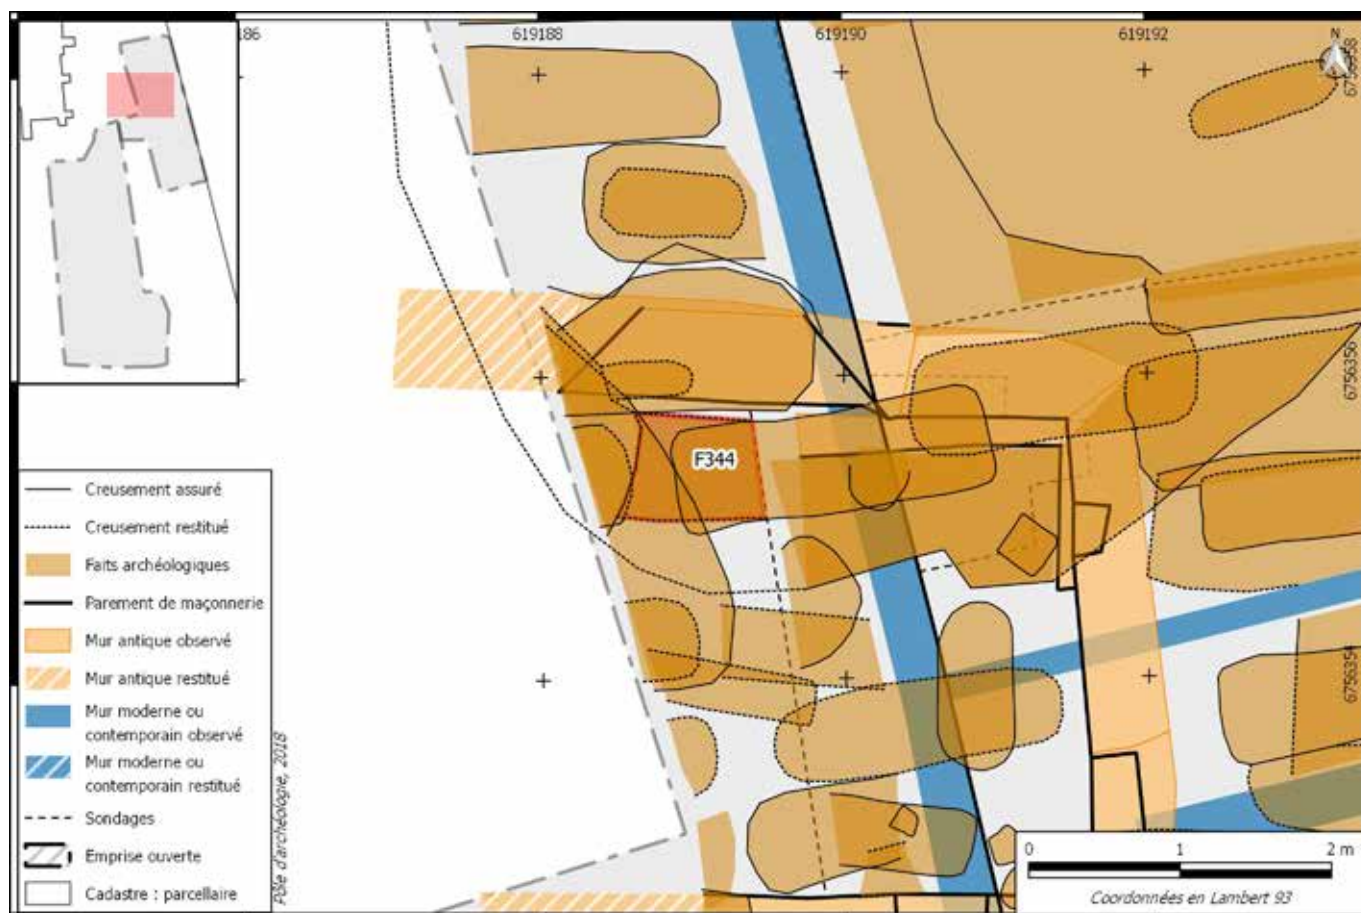 186
619188
619190
619192
N
6756358
6756356
F344
6756354
Creusement assuré
Creusement restitué
Faits archéologiques
Parement de maçonnerie
Mur antique observé
Mur antique restitué
Mur moderne ou
contemporain observé
Mur moderne ou
contemporain restitué
Sondages
Emprise ouverte
Cadastre : parcellaire
Pôle d'archéologie, 2018
0 1 2 m
Coordonnées en Lambert 93